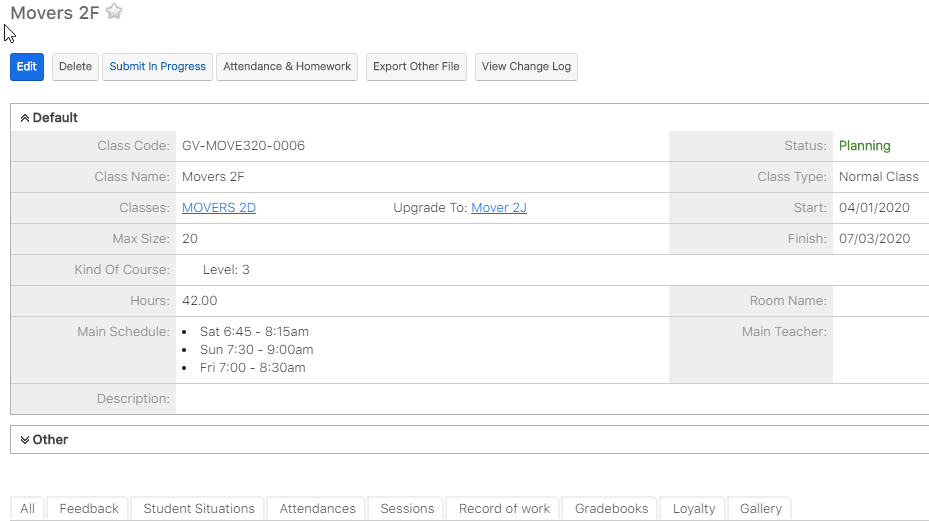 Movers 2F
Edit Delete Submit In Progress Attendance & Homework Export Other File View Change Log
Default
Class Code: GV-MOVE320-0006 Status: Planning
Class Name: Movers 2F Class Type: Normal Class
Classes: MOVERS 2D Upgrade To: Mover 2J Start: 04/01/2020
Max Size: 20 Finish: 07/03/2020
Kind Of Course: Level: 3
Hours: 42.00 Room Name:
Main Schedule: • Sat 6:45 - 8:15am Main Teacher:
• Sun 7:30 - 9:00am
• Fri 7:00 - 8:30am
Description:
Other
All Feedback Student Situations Attendances Sessions Record of work Gradebooks Loyalty Gallery